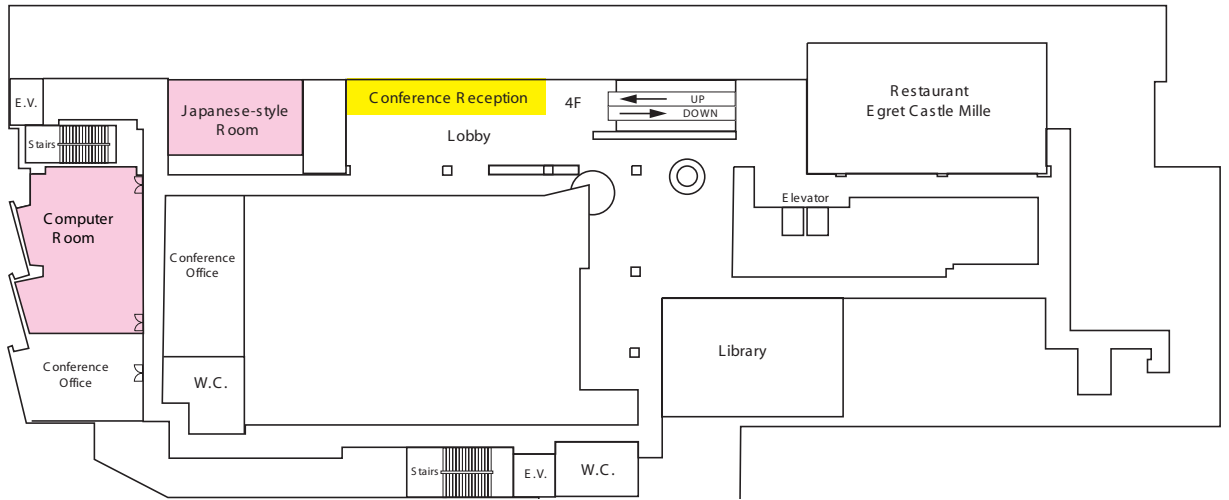 E.V.
Stairs
Japanese-style
Room
Conference Reception
4F
Lobby
UP
DOWN
Restaurant
Egret Castle Mille
Computer
Room
Conference
Office
Elevator
Conference
Office
W.C.
Library
Stairs
E.V.
W.C.